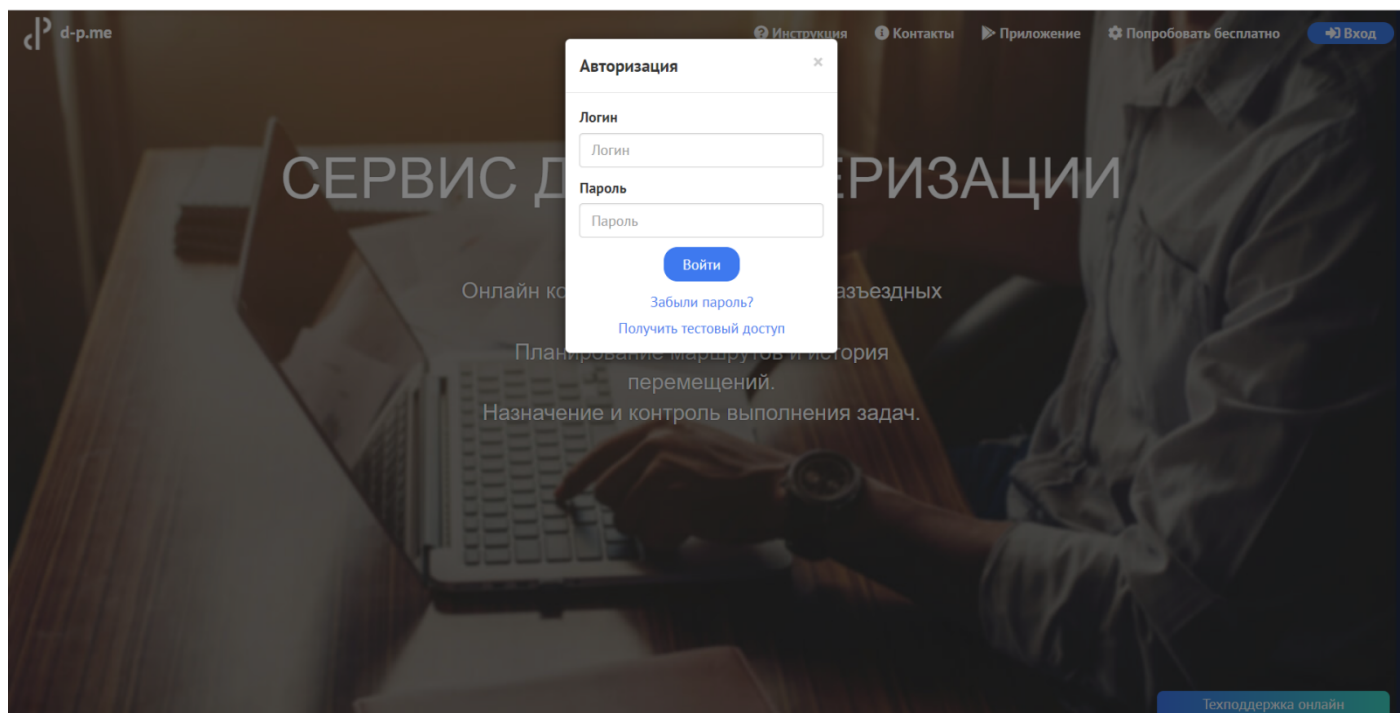 d-p.me
Инструкция
Контакты
Приложение
Попробовать бесплатно
Вход
Авторизация
×
Логин
Логин
Пароль
Пароль
Войти
Забыли пароль?
Получить тестовый доступ
СЕРВИС Д ЕРИЗАЦИИ
Онлайн ко азъездных
Планирование маршрутов и история
перемещений.
Назначение и контроль выполнения задач.
Техподдержка онлайн